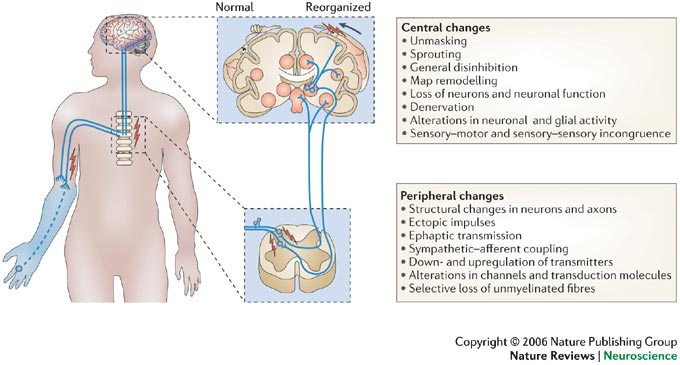 Normal
Reorganized
Central changes
• Unmasking
• Sprouting
• General disinhibition
• Map remodelling
• Loss of neurons and neuronal function
• Denervation
• Alterations in neuronal and glial activity
• Sensory–motor and sensory–sensory incongruence
Peripheral changes
• Structural changes in neurons and axons
• Ectopic impulses
• Ephaptic transmission
• Sympathetic–afferent coupling
• Down- and upregulation of transmitters
• Alterations in channels and transduction molecules
• Selective loss of unmyelinated fibres
Copyright © 2006 Nature Publishing Group
Nature Reviews | Neuroscience